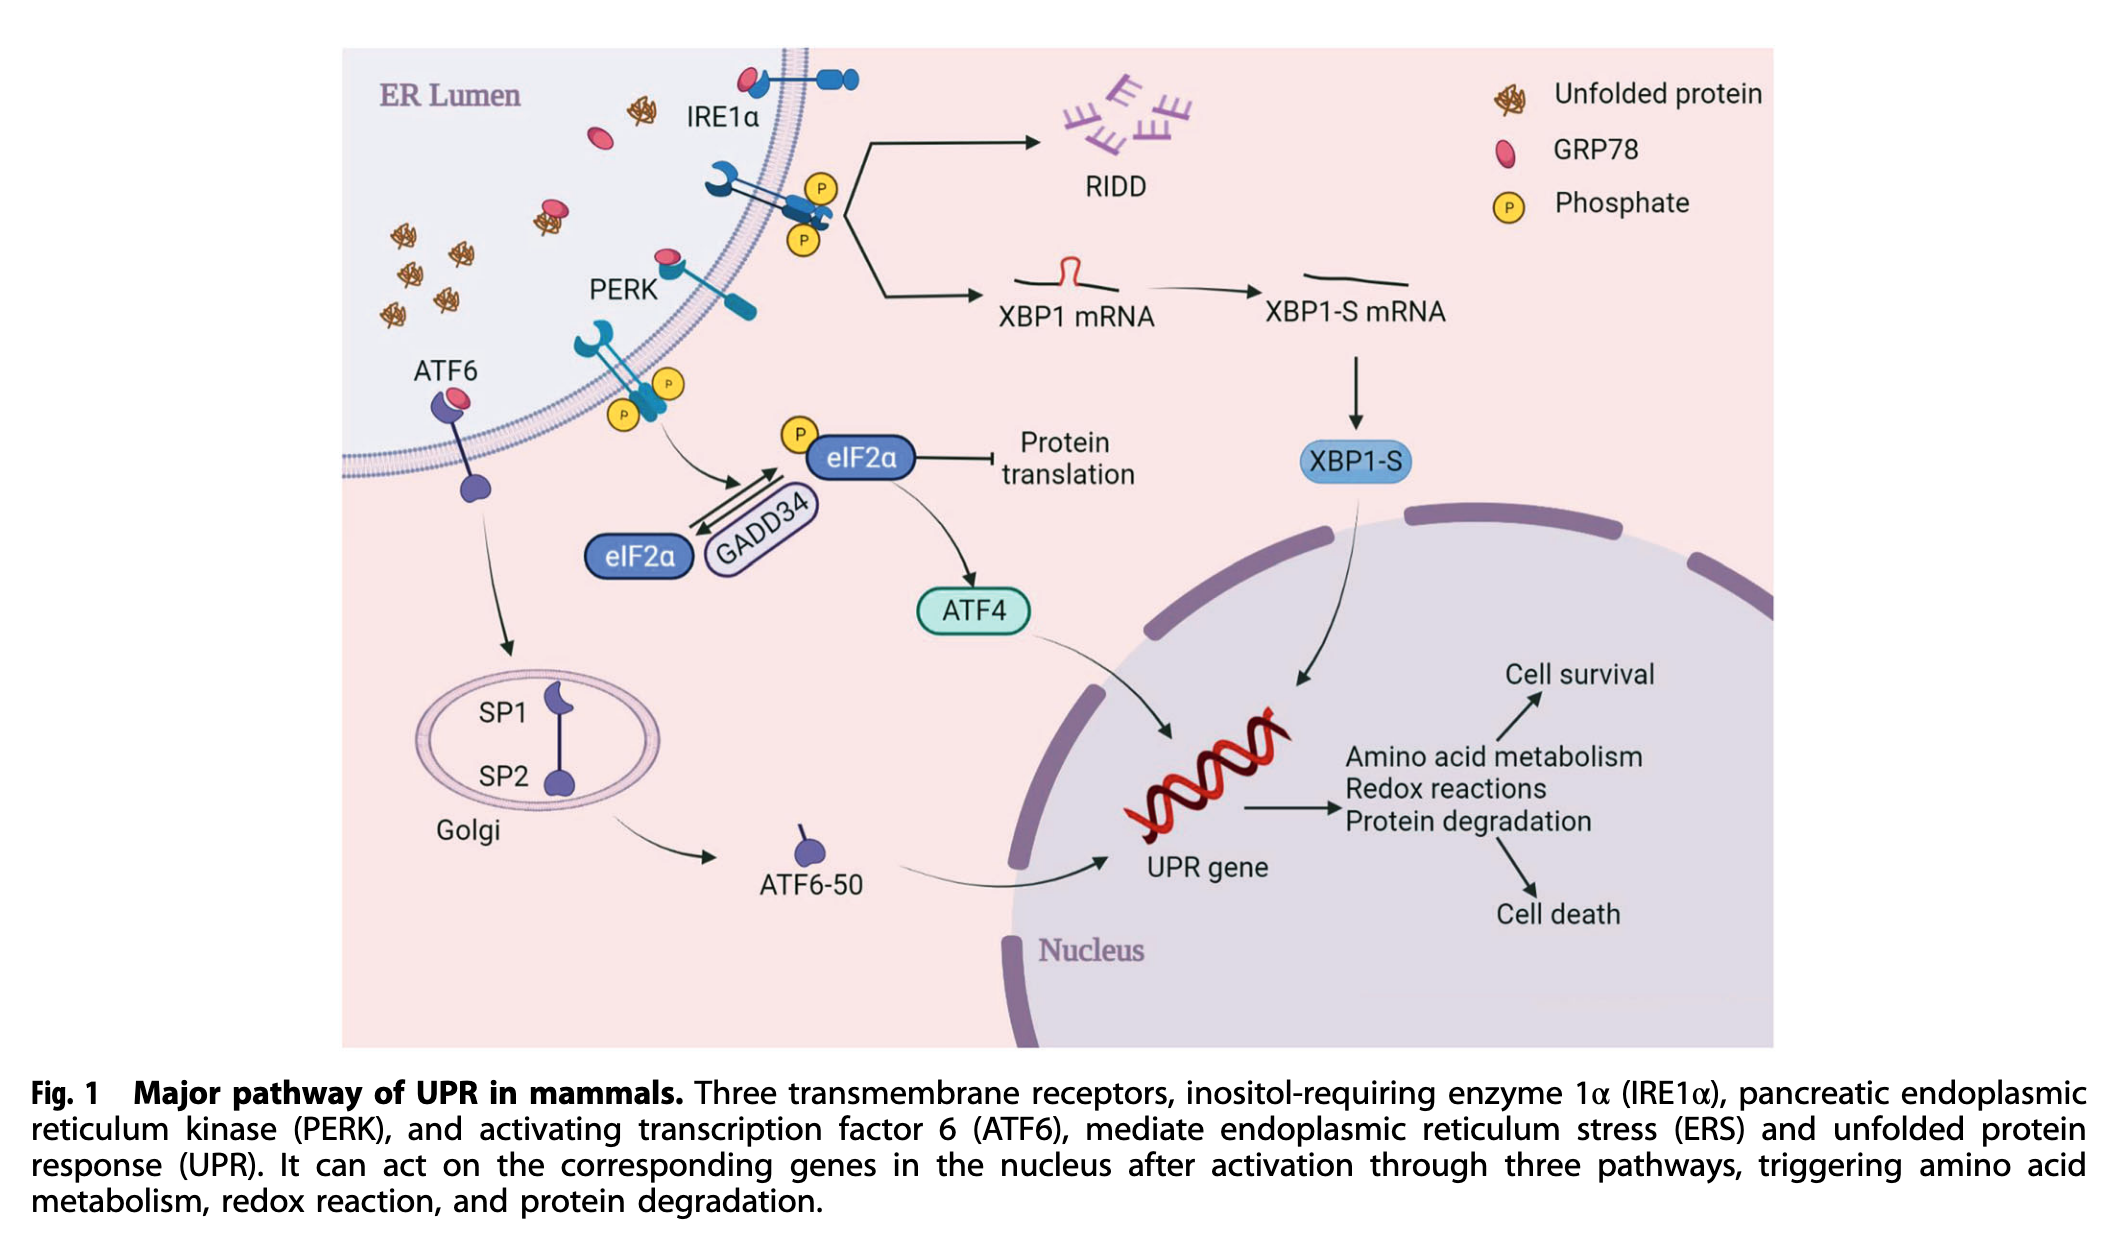 ER Lumen
IRE1α
PERK
ATF6
P
P
P
P
RIDD
XBP1 mRNA
XBP1-S mRNA
XBP1-S
Unfolded protein
GRP78
P
Phosphate
P
eIF2α
Protein
translation
eIF2α
GADD34
ATF4
SP1
SP2
Golgi
ATF6-50
UPR gene
Cell survival
Amino acid metabolism
Redox reactions
Protein degradation
Cell death
Nucleus
Fig. 1 Major pathway of UPR in mammals. Three transmembrane receptors, inositol-requiring enzyme 1α (IRE1α), pancreatic endoplasmic
reticulum kinase (PERK), and activating transcription factor 6 (ATF6), mediate endoplasmic reticulum stress (ERS) and unfolded protein
response (UPR). It can act on the corresponding genes in the nucleus after activation through three pathways, triggering amino acid
metabolism, redox reaction, and protein degradation.